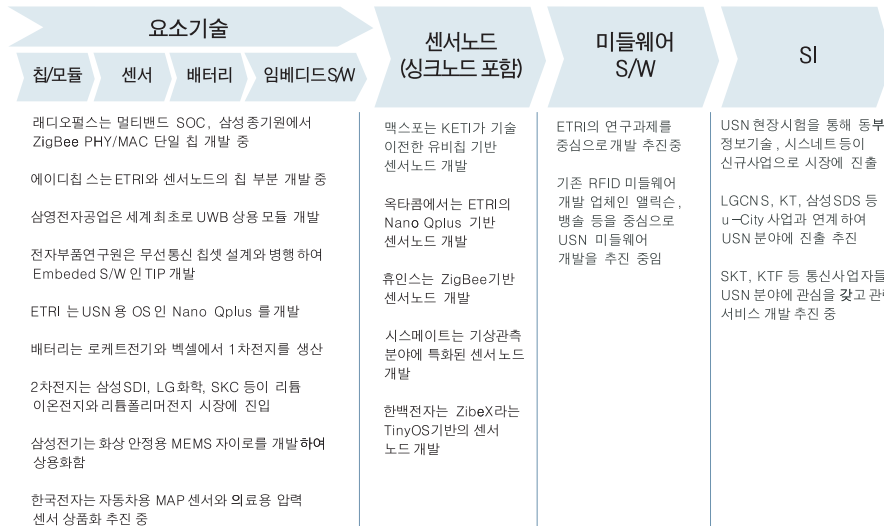 요소기술
칩/모듈
센서
배터리
임베디드S/W
래디오펄스는 멀티밴드 SOC, 삼성종기원에서
ZigBee PHY/MAC 단일 칩 개발 중
에이디칩 스는 ETRI와 센서노드의 칩 부분 개발 중
삼영전자공업은 세계최초로 UWB 상용 모듈 개발
전자부품연구원은 무선통신 칩셋 설계와 병행 하여
Embeded S/W 인 TIP 개발
ETRI 는 USN 용 OS 인 Nano Qplus 를 개발
배터리는 로케트전기와 벡셀에서 1차전지를 생산
2차전지는 삼성SDI, LG화학, SKC 등이 리튬
이온전지와 리튬폴리머전지 시장에 진입
삼성전기는 화상 안정용 MEMS 자이로를 개발하여
상용화함
한국전자는 자동차용 MAP 센서와 의료용 압력
센서 상품화 추진 중
센서노드
(싱크노드 포함)
맥스포는 KETI가 기술
이전한 유비칩 기반
센서노드 개발
옥타콤에서는 ETRI의
Nano Qplus 기반
센서노드 개발
휴인스는 ZigBee기반
센서노드 개발
시스메이트는 기상관측
분야에 특화된 센서노드
개발
한백전자는 ZibeX라는
TinyOS기반의 센서
노드 개발
미들웨어
S/W
ETRI의 연구과제를
중심으로 개발 추진중
기존 RFID 미들웨어
개발 업체인 앨릭슨,
뱅솔 등을 중심으로
USN 미들웨어
개발을 추진 중임
SI
USN 현장시험을 통해 동부
정보기술, 시스네트 등이
신규사업으로 시장에 진출
LGCNS, KT, 삼성SDS 등
u-City 사업과 연계 하여
USN 분야에 진출 추진
SKT, KTF 등 통신사업자들
USN 분야에 관심을 갖고
서비스 개발 추진 중